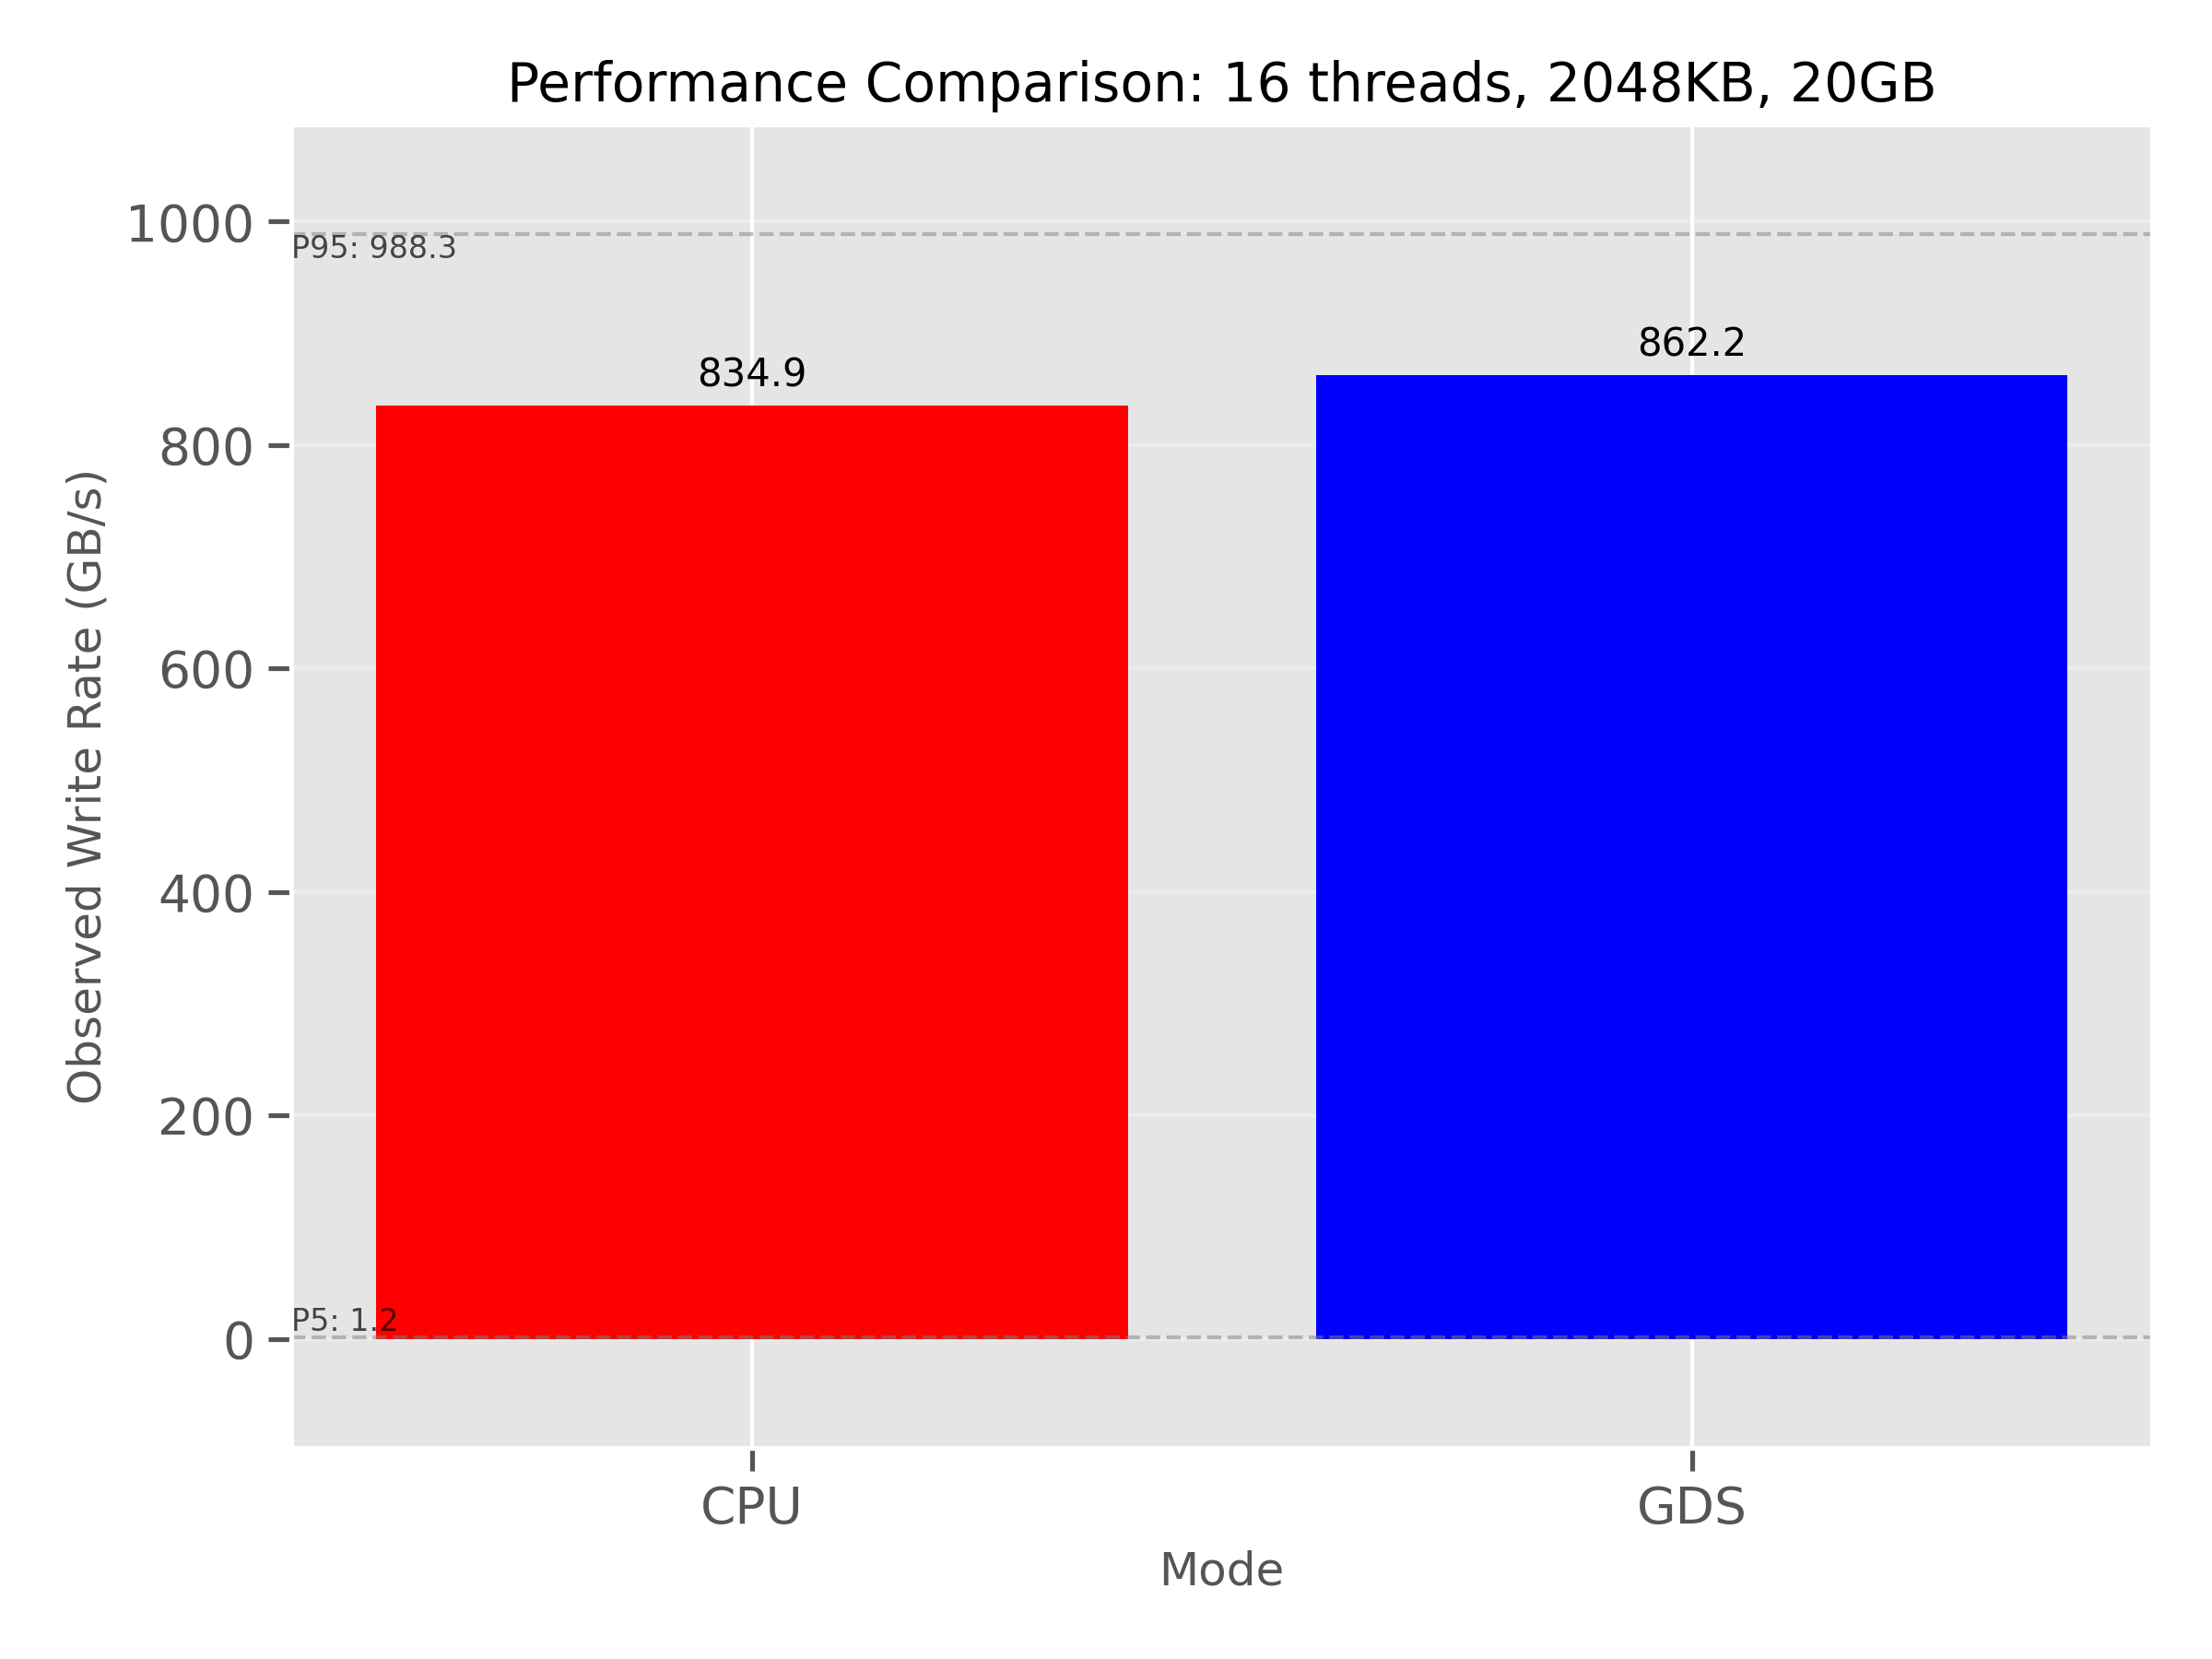 Performance Comparison: 16 threads, 2048KB, 20GB
Observed Write Rate (GB/s)
1000
800
600
400
200
0
P95: 988.3
834.9
862.2
P5: 1.2
CPU
GDS
Mode